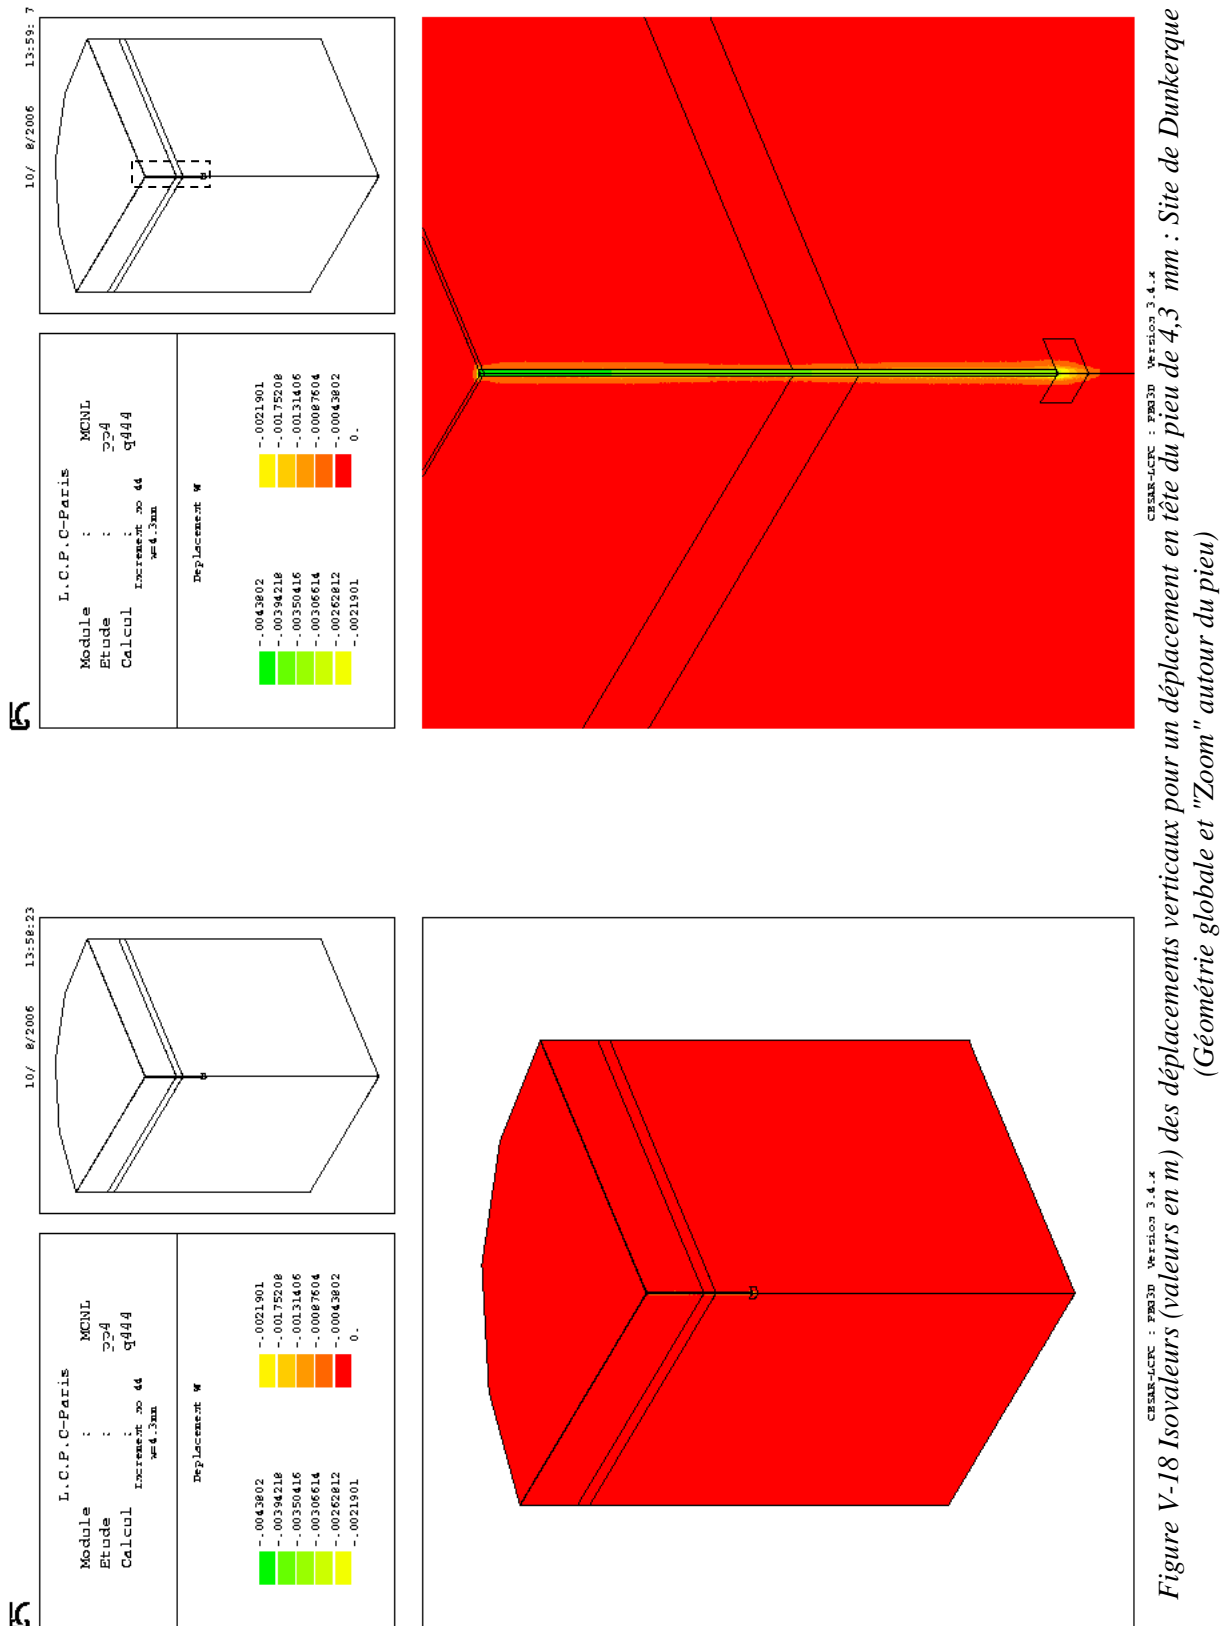 10/ 8/2006 13:58:23
L.C.P.C-Paris
Module : MCNL
Etude : pp4
Calcul : q444
Increment no 44
w=4.3mm
Deplacement W
-.0043802 -.0021901
-.00394218 -.00175208
-.00350416 -.00131406
-.00306614 -.00087604
-.00262812 -.00043802
-.0021901 0.
CESAR-LCPC : PEG3D Version 3.4.x
10/ 8/2006 13:59: 7
L.C.P.C-Paris
Module : MCNL
Etude : pp4
Calcul : q444
Increment no 44
w=4.3mm
Deplacement W
-.0043802 -.0021901
-.00394218 -.00175208
-.00350416 -.00131406
-.00306614 -.00087604
-.00262812 -.00043802
-.0021901 0.
CESAR-LCPC : PEG3D Version 3.4.x
Figure V-18 Isovaleurs (valeurs en m) des déplacements verticaux pour un déplacement en tête du pieu de 4,3 mm : Site de Dunkerque
(Géométrie globale et "Zoom" autour du pieu)